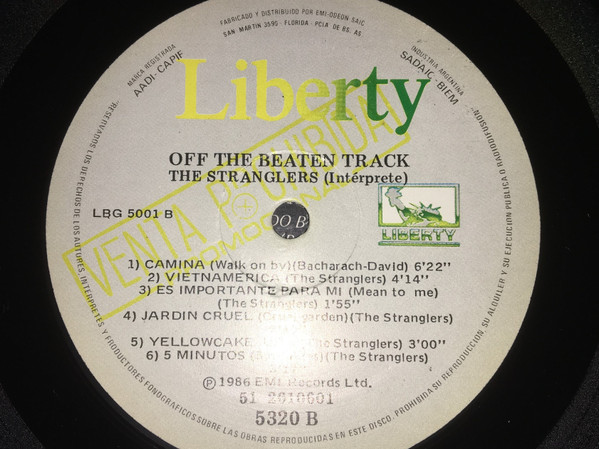 FABRICADO Y DISTRIBUIDO POR EMI-ODEON SAIC
SAN MARTIN 3590 - FLORIDA - PCIA DE BS. AS
MARCA REGISTRADA
AADI-CAPIF
INDUSTRIA ARGENTINA
SADAIC-BIEM
Liberty
OFF THE BEATEN TRACK
THE STRANGLERS (Intérprete)
VENTA PROHIBIDA
LBG 5001 B
LIBERTY
1) CAMINA (Walk on by)(Bacharach-David) 6'22''
2) VIETNAMERICA (The Stranglers) 4'14''
3) ES IMPORTANTE PARA MI (Mean to me)
(The Stranglers) 1'55''
4) JARDIN CRUEL garden)(The Stranglers)
5) YELLOWCAKE (The Stranglers) 3'00''
6) 5 MINUTOS (The Stranglers)
℗ 1986 EMI Records Ltd.
51 2610601
5320 B
RESERVADOS LOS DERECHOS DE LOS AUTORES, INTERPRETES Y PRODUCTORES FONOGRAFICOS SOBRE LAS OBRAS REPRODUCIDAS EN ESTE DISCO. PROHIBIDA SU REPRODUCCION, SU ALQUILER Y SU EJECUCION PUBLICA O RADIODIFUSION